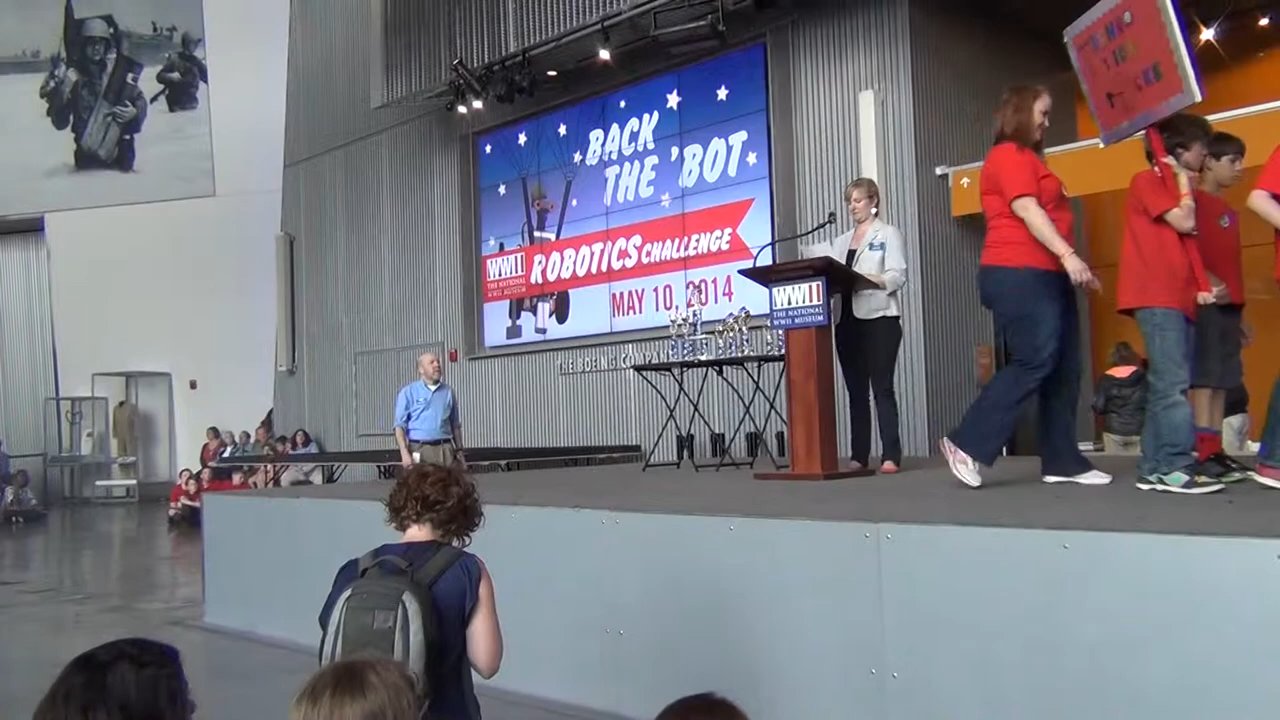 BACK
THE 'BOT
WWII
THE NATIONAL
WWII MUSEUM
ROBOTICS CHALLENGE
MAY 10, 2014
THE BOEING COMPAN
WWII
THE NATIONAL
WWII MUSEUM